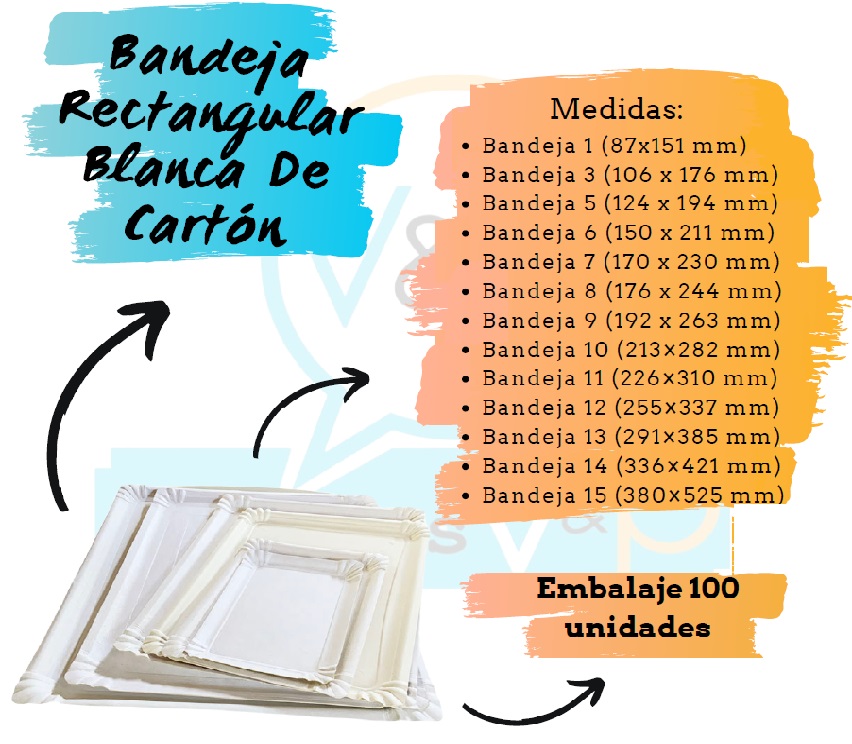 Bandeja
Rectangular
Blanca De
Cartón
Medidas:
• Bandeja 1 (87x151 mm)
• Bandeja 3 (106 x 176 mm)
• Bandeja 5 (124 x 194 mm)
• Bandeja 6 (150 x 211 mm)
• Bandeja 7 (170 x 230 mm)
• Bandeja 8 (176 x 244 mm)
• Bandeja 9 (192 x 263 mm)
• Bandeja 10 (213×282 mm)
• Bandeja 11 (226×310 mm)
• Bandeja 12 (255×337 mm)
• Bandeja 13 (291×385 mm)
• Bandeja 14 (336×421 mm)
• Bandeja 15 (380×525 mm)
Embalaje 100
unidades